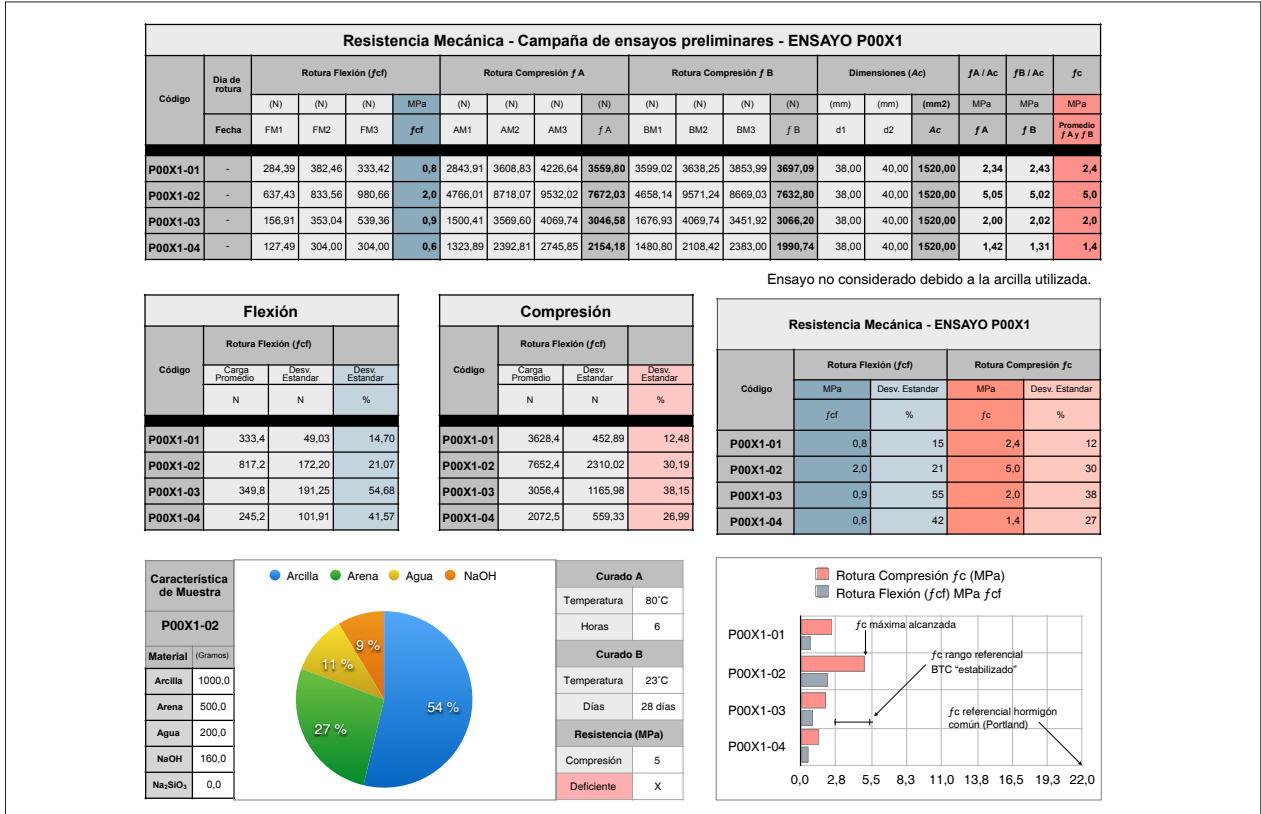 Resistencia Mecánica - Campaña de ensayos preliminares - ENSAYO P00X1
Código Dia de rotura Rotura Flexión (ƒcf) Rotura Compresión ƒ A Rotura Compresión ƒ B Dimensiones (Ac) ƒA / Ac ƒB / Ac ƒc
(N) (N) (N) MPa (N) (N) (N) (N) (N) (N) (N) (N) (mm) (mm) (mm2) MPa MPa MPa
Fecha FM1 FM2 FM3 ƒcf AM1 AM2 AM3 ƒ A BM1 BM2 BM3 ƒ B d1 d2 Ac ƒ A ƒ B Promedio ƒ A y ƒ B
P00X1-01 - 284,39 382,46 333,42 0,8 2843,91 3608,83 4226,64 3559,80 3599,02 3638,25 3853,99 3697,09 38,00 40,00 1520,00 2,34 2,43 2,4
P00X1-02 - 637,43 833,56 980,66 2,0 4766,01 8718,07 9532,02 7672,03 4658,14 9571,24 8669,03 7632,80 38,00 40,00 1520,00 5,05 5,02 5,0
P00X1-03 - 156,91 353,04 539,36 0,9 1500,41 3569,60 4069,74 3046,58 1676,93 4069,74 3451,92 3066,20 38,00 40,00 1520,00 2,00 2,02 2,0
P00X1-04 - 127,49 304,00 304,00 0,6 1323,89 2392,81 2745,85 2154,18 1480,80 2108,42 2383,00 1990,74 38,00 40,00 1520,00 1,42 1,31 1,4
Ensayo no considerado debido a la arcilla utilizada.
Flexión
Código Rotura Flexión (ƒcf)
Carga Promedio Desv. Estandar Desv. Estandar
N N %
P00X1-01 333,4 49,03 14,70
P00X1-02 817,2 172,20 21,07
P00X1-03 349,8 191,25 54,68
P00X1-04 245,2 101,91 41,57
Compresión
Código Rotura Flexión (ƒcf)
Carga Promedio Desv. Estandar Desv. Estandar
N N %
P00X1-01 3628,4 452,89 12,48
P00X1-02 7652,4 2310,02 30,19
P00X1-03 3056,4 1165,98 38,15
P00X1-04 2072,5 559,33 26,99
Resistencia Mecánica - ENSAYO P00X1
Código Rotura Flexión (ƒcf) Rotura Compresión ƒc
MPa Desv. Estandar MPa Desv. Estandar
ƒcf % ƒc %
P00X1-01 0,8 15 2,4 12
P00X1-02 2,0 21 5,0 30
P00X1-03 0,9 55 2,0 38
P00X1-04 0,6 42 1,4 27
Característica
de Muestra
P00X1-02
Material (Gramos)
Arcilla 1000,0
Arena 500,0
Agua 200,0
NaOH 160,0
Na₂SiO₃ 0,0
Arcilla Arena Agua NaOH
9 %
11 %
54 %
27 %
Curado A
Temperatura 80˚C
Horas 6
Curado B
Temperatura 23˚C
Días 28 días
Resistencia (MPa)
Compresión 5
Deficiente X
Rotura Compresión ƒc (MPa)
Rotura Flexión (ƒcf) MPa ƒcf
P00X1-01
P00X1-02
P00X1-03
P00X1-04
ƒc máxima alcanzada
ƒc rango referencial
BTC “estabilizado”
ƒc referencial hormigón
común (Portland)
0,0 2,8 5,5 8,3 11,0 13,8 16,5 19,3 22,0